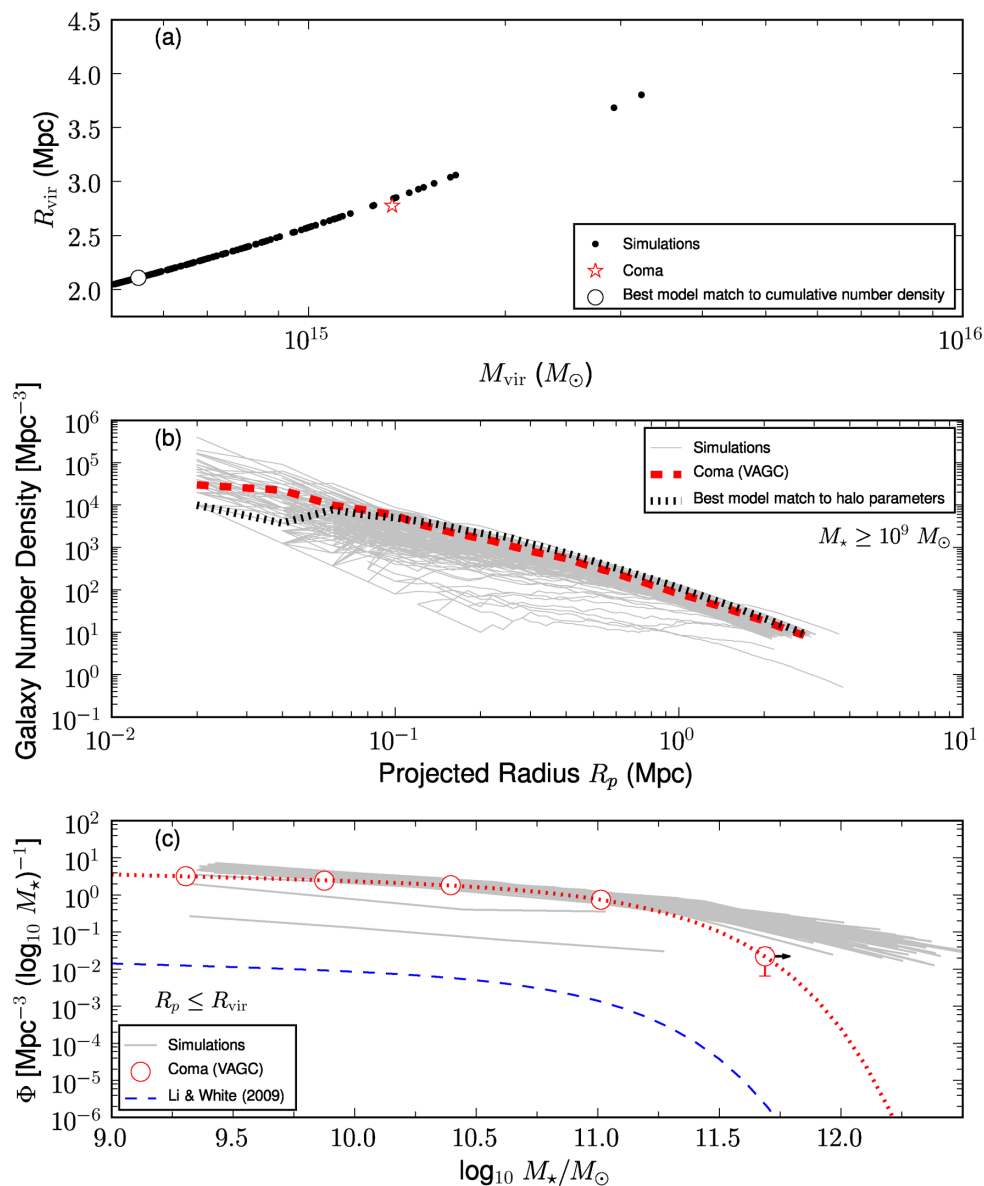 (a)
4.5
4.0
3.5
3.0
2.5
2.0
R_vir (Mpc)
Simulations
Coma
Best model match to cumulative number density
10^15
10^16
M_vir (M_⊙)
(b)
10^6
10^5
10^4
10^3
10^2
10^1
10^0
10^−1
Galaxy Number Density [Mpc^−3]
Simulations
Coma (VAGC)
Best model match to halo parameters
M_⋆ ≥ 10^9 M_⊙
10^−2
10^−1
10^0
10^1
Projected Radius R_p (Mpc)
(c)
10^2
10^1
10^0
10^−1
10^−2
10^−3
10^−4
10^−5
10^−6
Φ [Mpc^−3 (log_10 M_⋆)^−1]
R_p ≤ R_vir
Simulations
Coma (VAGC)
Li & White (2009)
9.0
9.5
10.0
10.5
11.0
11.5
12.0
log_10 M_⋆/M_⊙